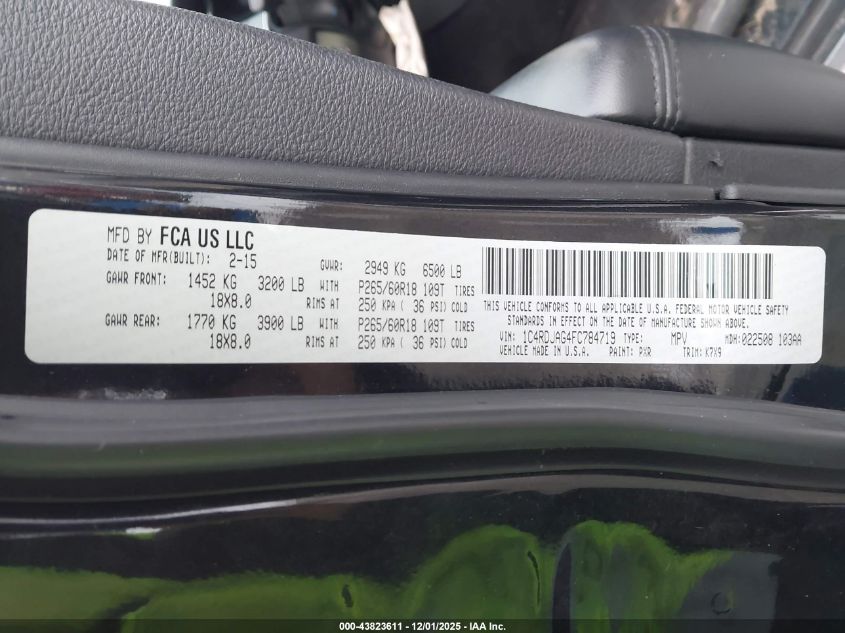 MFD BY FCA US LLC
DATE OF MFR(BUILT): 2-15 GVWR: 2949 KG 6500 LB
GAWR FRONT: 1452 KG 3200 LB WITH P265/60R18 109T TIRES
18X8.0 RIMS AT 250 KPA ( 36 PSI) COLD
GAWR REAR: 1770 KG 3900 LB WITH P265/60R18 109T TIRES
18X8.0 RIMS AT 250 KPA ( 36 PSI) COLD
THIS VEHICLE CONFORMS TO ALL APPLICABLE U.S.A. FEDERAL MOTOR VEHICLE SAFETY
STANDARDS IN EFFECT ON THE DATE OF MANUFACTURE SHOWN ABOVE.
VIN: 1C4RDJAG4FC784719 TYPE: MPV MDH:022508 103AA
VEHICLE MADE IN U.S.A. PAINT: PXR TRIM: K7X9
000-43823611 - 12/01/2025 - IAA Inc.